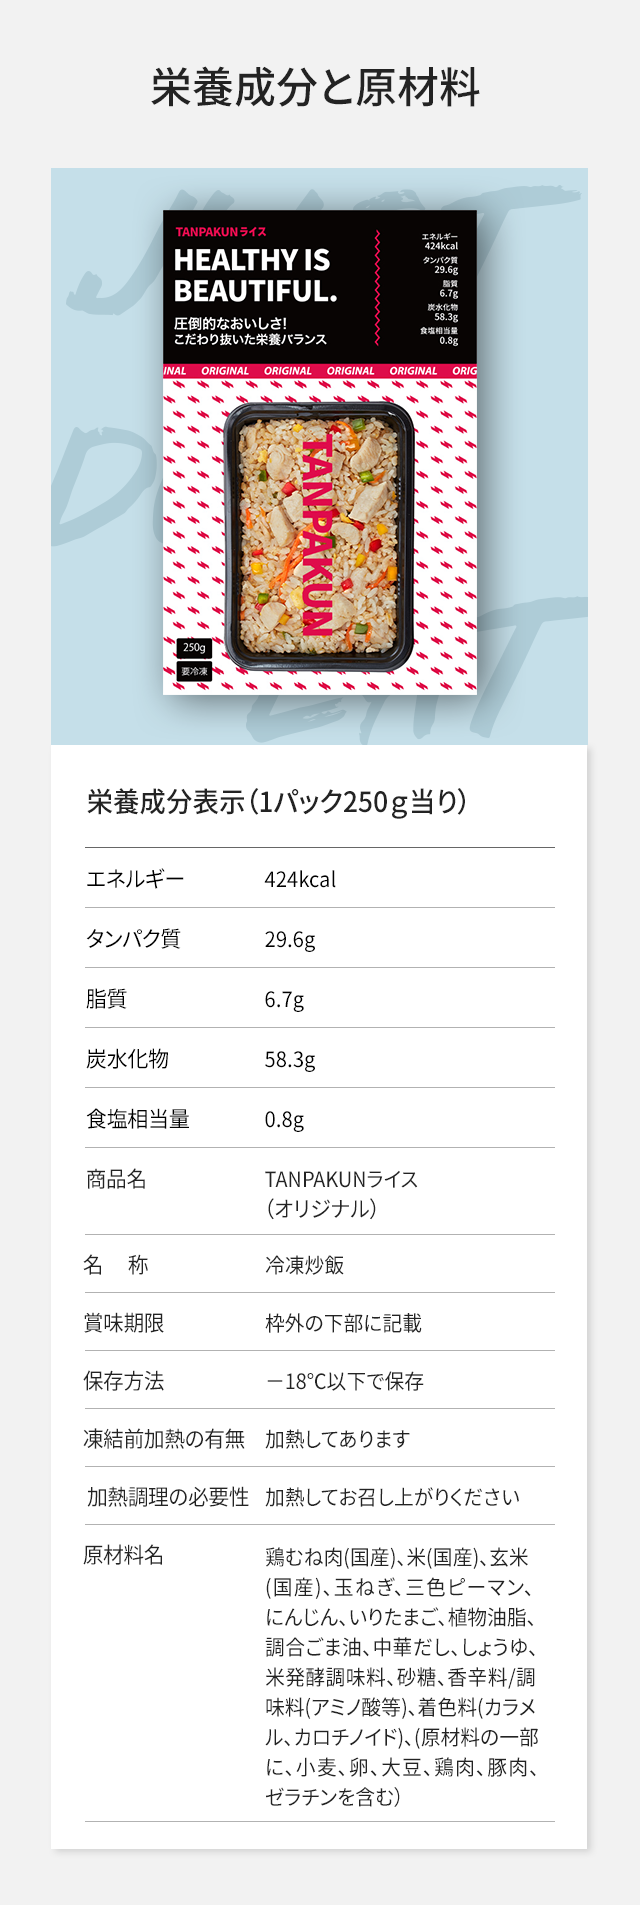 栄養成分と原材料
TANPAKUNライス
HEALTHY IS
BEAUTIFUL.
圧倒的なおいしさ!
こだわり抜いた栄養バランス
エネルギー
424kcal
タンパク質
29.6g
脂質
6.7g
炭水化物
58.3g
食塩相当量
0.8g
INAL ORIGINAL ORIGINAL ORIGINAL ORIGINAL ORIG
TANPAKUN
250g
要冷凍
栄養成分表示（1パック250ｇ当り）
エネルギー 424kcal
タンパク質 29.6g
脂質 6.7g
炭水化物 58.3g
食塩相当量 0.8g
商品名 TANPAKUNライス
（オリジナル）
名　称 冷凍炒飯
賞味期限 枠外の下部に記載
保存方法 －18℃以下で保存
凍結前加熱の有無 加熱してあります
加熱調理の必要性 加熱してお召し上がりください
原材料名 鶏むね肉(国産)、米(国産)、玄米
(国産)、玉ねぎ、三色ピーマン、
にんじん、いりたまご、植物油脂、
調合ごま油、中華だし、しょうゆ、
米発酵調味料、砂糖、香辛料/調
味料(アミノ酸等)、着色料(カラメ
ル、カロチノイド)、(原材料の一部
に、小麦、卵、大豆、鶏肉、豚肉、
ゼラチンを含む）